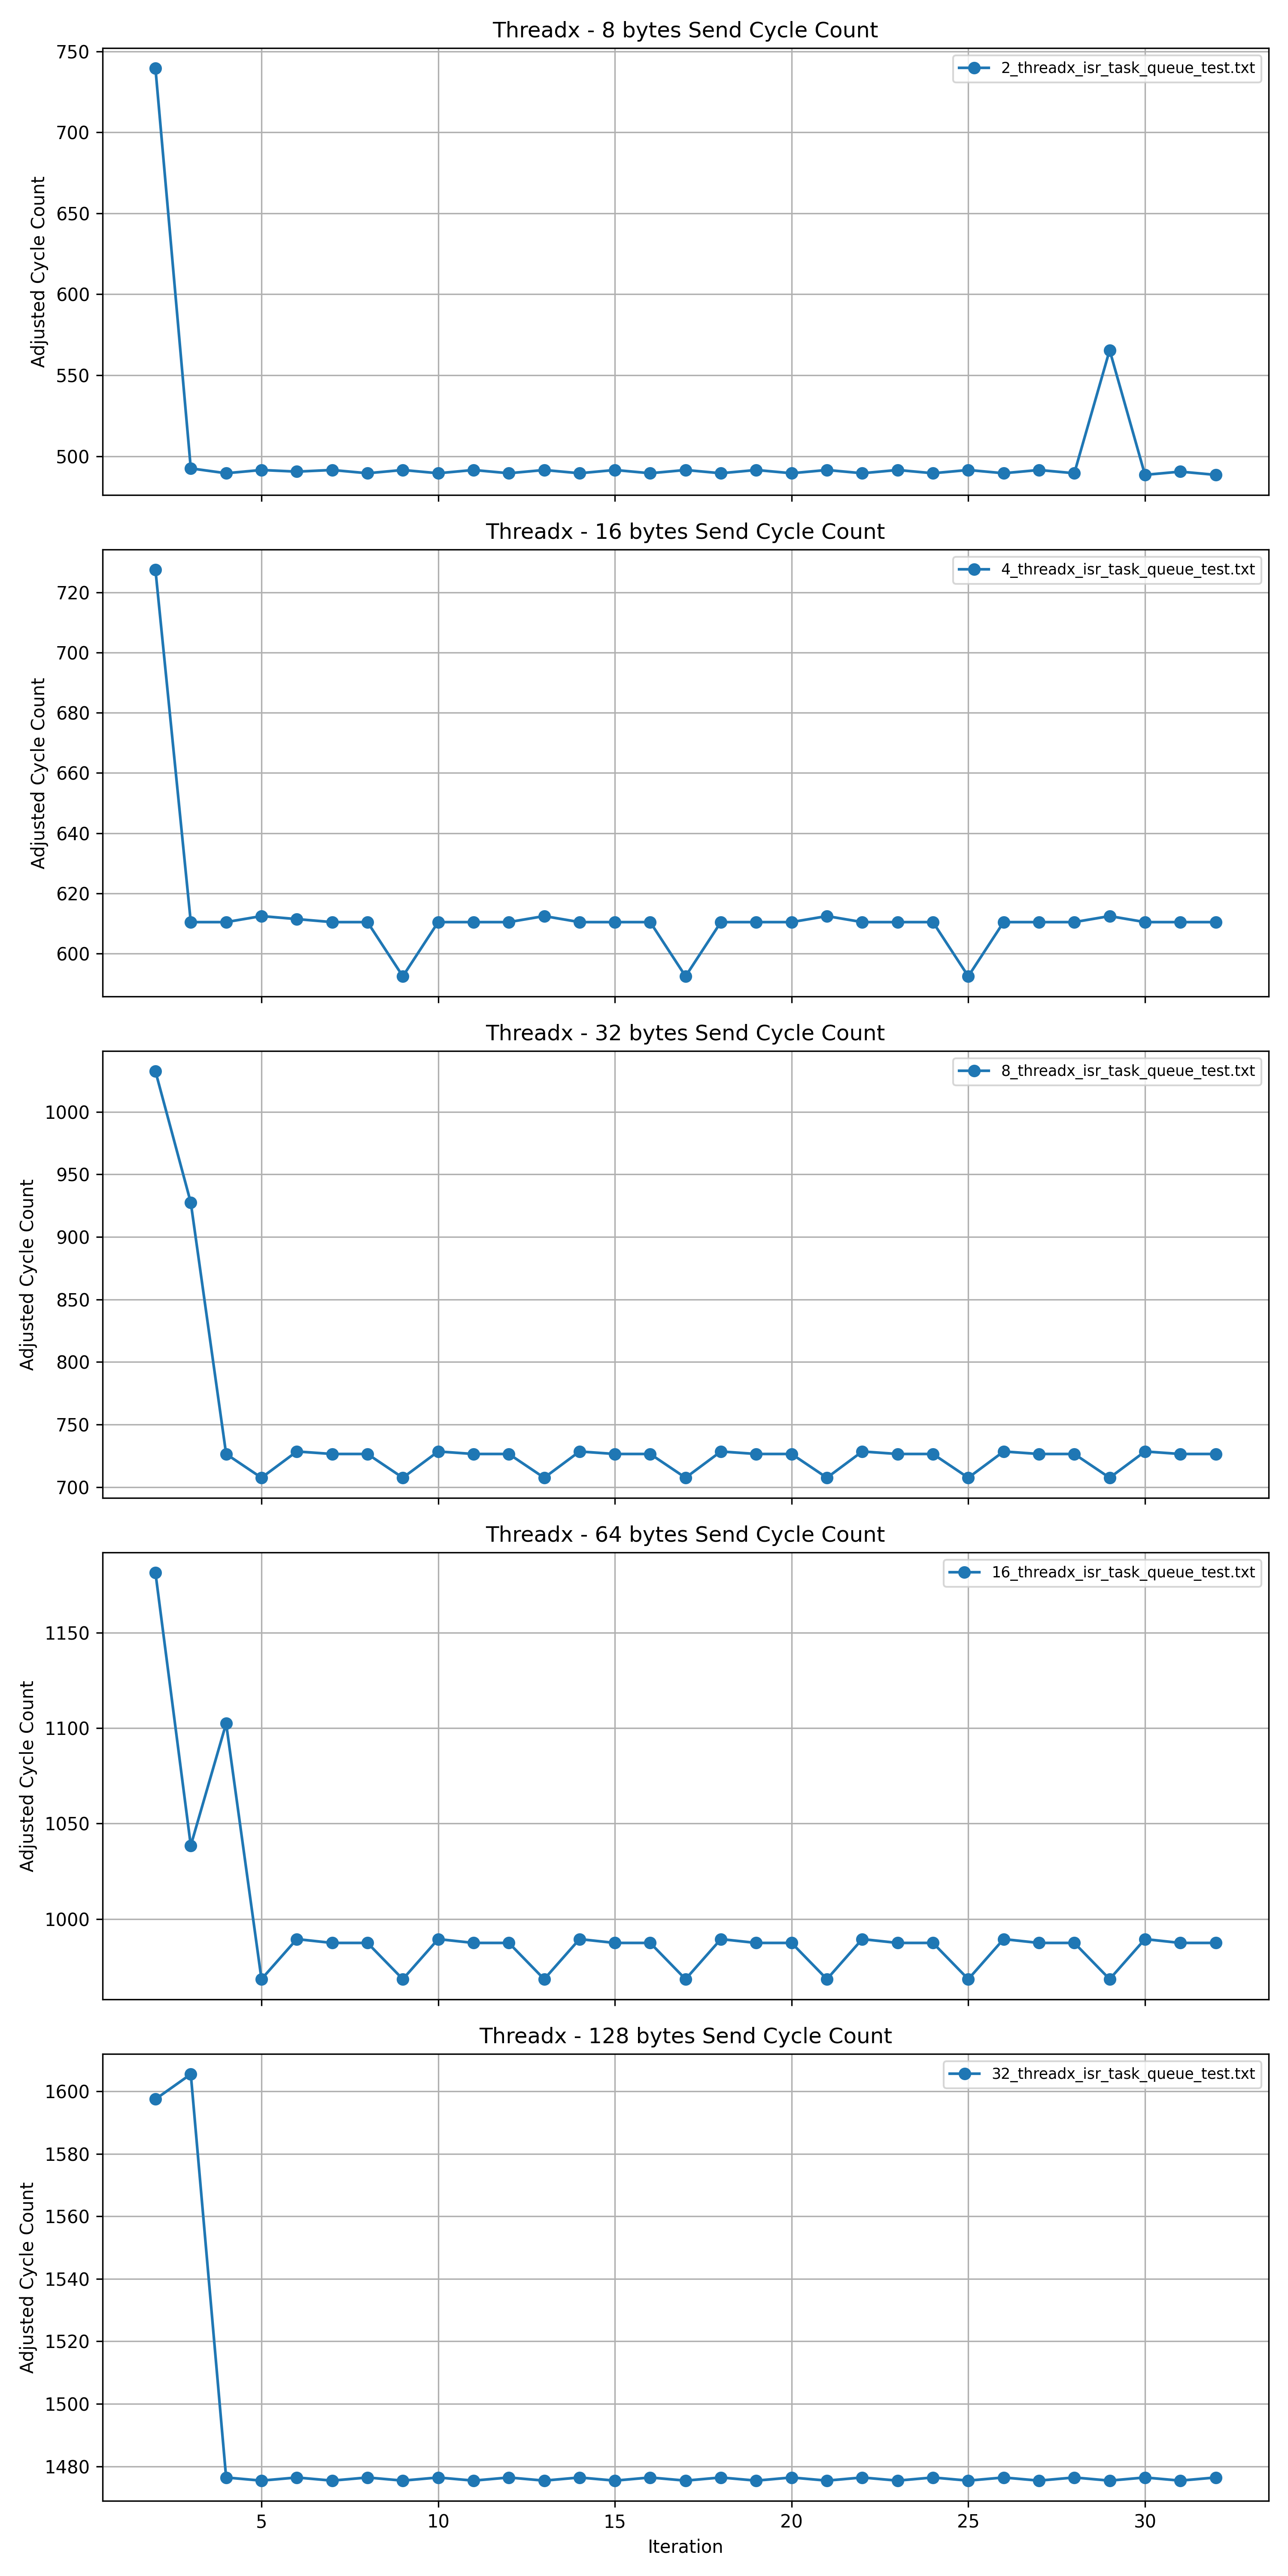 Threadx - 8 bytes Send Cycle Count
2_threadx_isr_task_queue_test.txt
Adjusted Cycle Count
750
700
650
600
550
500
Threadx - 16 bytes Send Cycle Count
4_threadx_isr_task_queue_test.txt
Adjusted Cycle Count
720
700
680
660
640
620
600
Threadx - 32 bytes Send Cycle Count
8_threadx_isr_task_queue_test.txt
Adjusted Cycle Count
1000
950
900
850
800
750
700
Threadx - 64 bytes Send Cycle Count
16_threadx_isr_task_queue_test.txt
Adjusted Cycle Count
1150
1100
1050
1000
Threadx - 128 bytes Send Cycle Count
32_threadx_isr_task_queue_test.txt
Adjusted Cycle Count
1600
1580
1560
1540
1520
1500
1480
5 10 15 20 25 30
Iteration